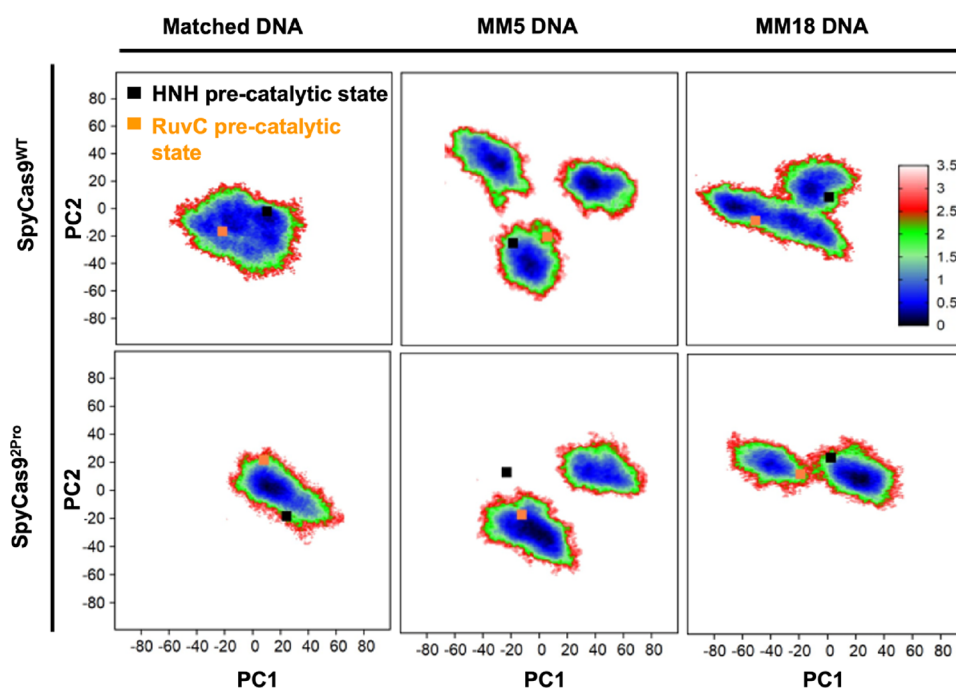 Matched DNA MM5 DNA MM18 DNA
SpyCas9WT
PC2
80
60
40
20
0
-20
-40
-60
-80
HNH pre-catalytic state
RuvC pre-catalytic
state
3.5
3
2.5
2
1.5
1
0.5
0
SpyCas92Pro
PC2
80
60
40
20
0
-20
-40
-60
-80
-80 -60 -40 -20 0 20 40 60 80
-80 -60 -40 -20 0 20 40 60 80
-80 -60 -40 -20 0 20 40 60 80
PC1 PC1 PC1